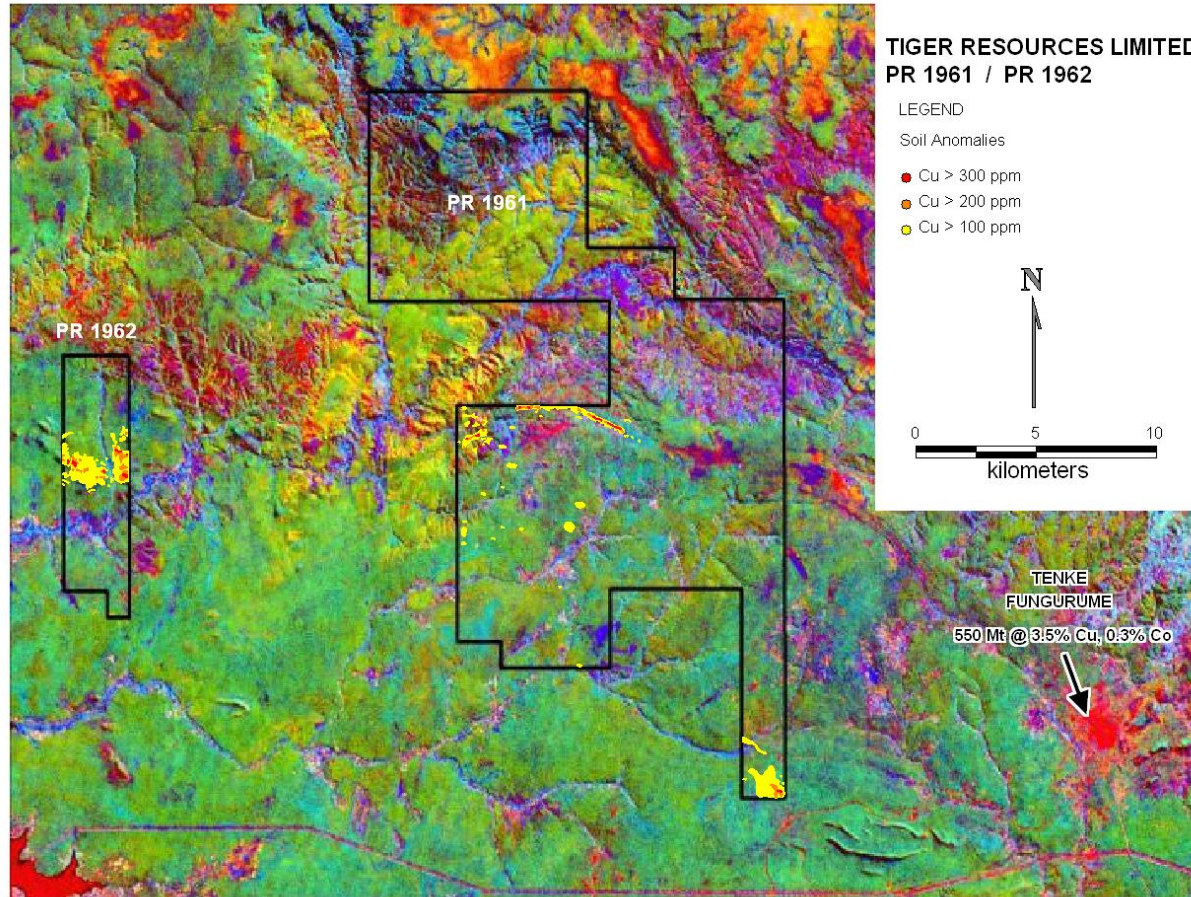 TIGER RESOURCES LIMITED
PR 1961 / PR 1962
LEGEND
Soil Anomalies
Cu > 300 ppm
Cu > 200 ppm
Cu > 100 ppm
N
0 5 10
kilometers
PR 1961
PR 1962
TENKE
FUNGURUME
550 Mt @ 3.5% Cu, 0.3% Co